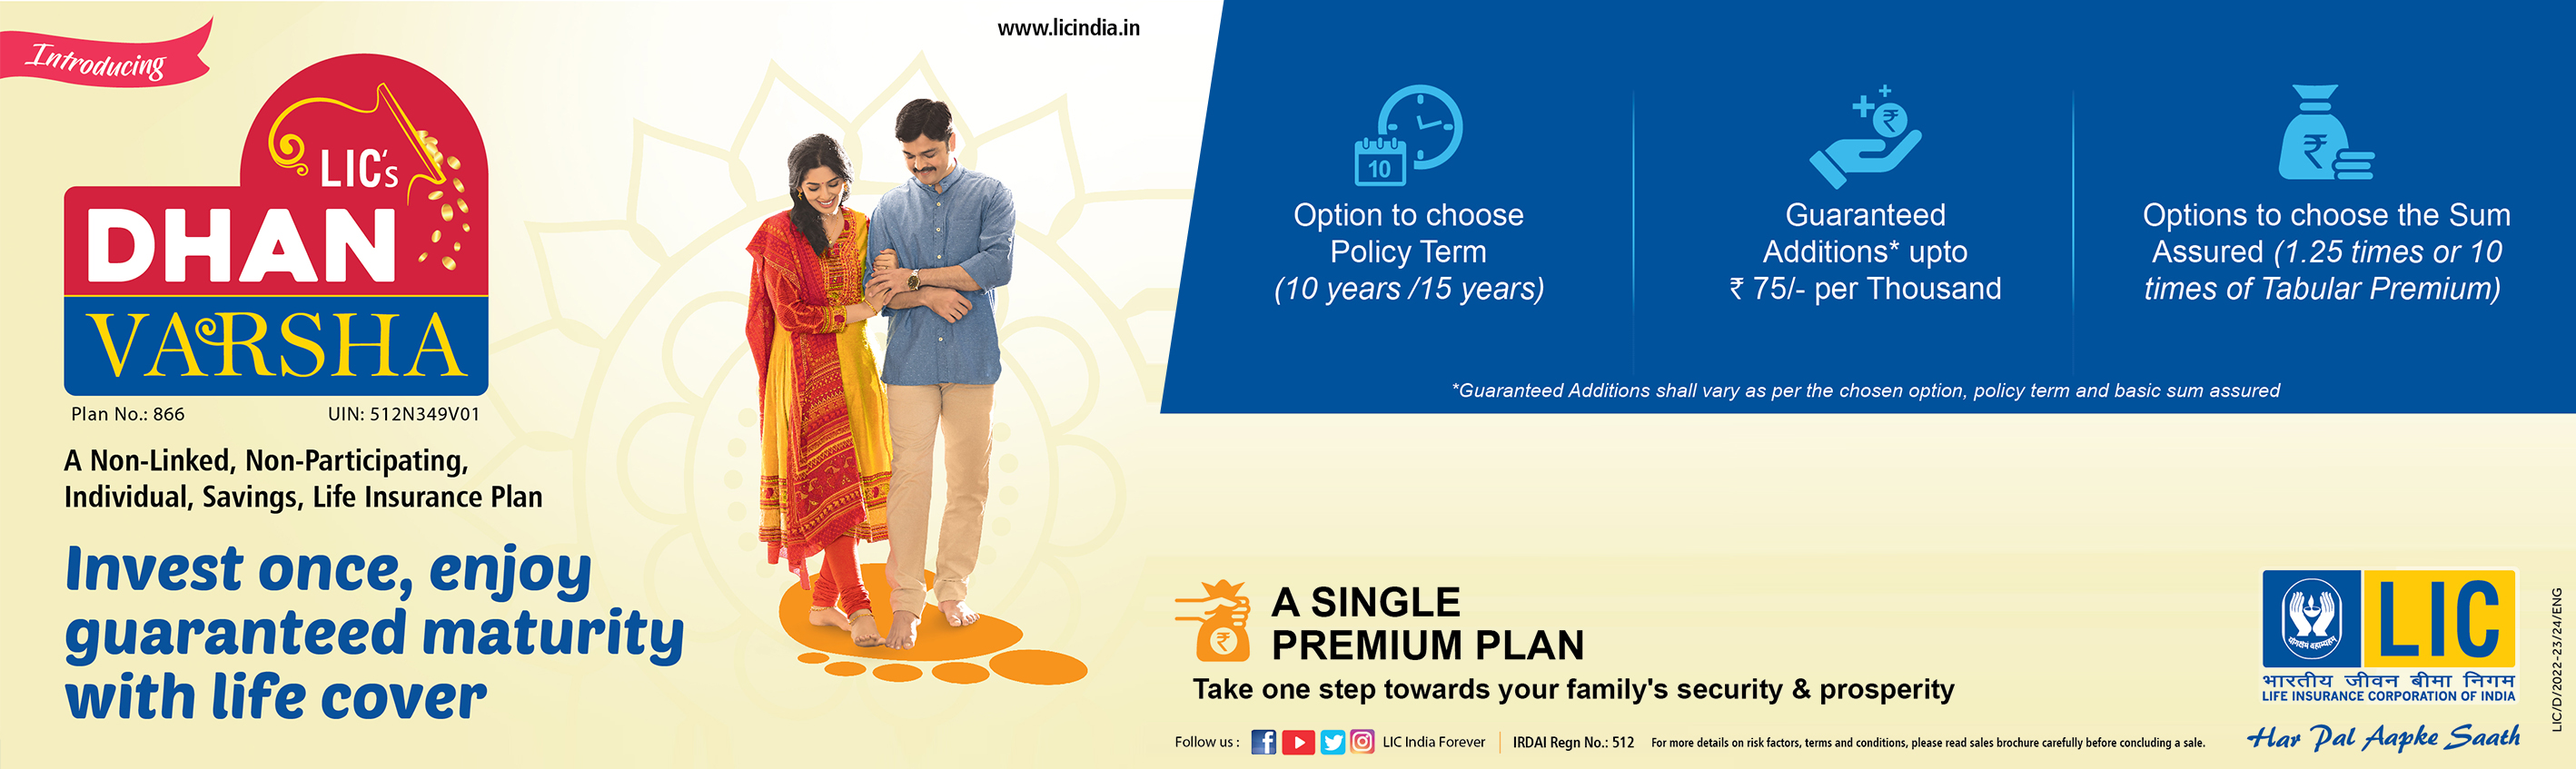 Introducing
LIC's
DHAN
VARSHA
Plan No.: 866 UIN: 512N349V01
A Non-Linked, Non-Participating,
Individual, Savings, Life Insurance Plan
Invest once, enjoy
guaranteed maturity
with life cover
www.licindia.in
10
Option to choose
Policy Term
(10 years /15 years)
₹
Guaranteed
Additions* upto
₹ 75/- per Thousand
₹
Options to choose the Sum
Assured (1.25 times or 10
times of Tabular Premium)
*Guaranteed Additions shall vary as per the chosen option, policy term and basic sum assured
₹
A SINGLE
PREMIUM PLAN
Take one step towards your family's security & prosperity
Follow us : LIC India Forever IRDAI Regn No.: 512 For more details on risk factors, terms and conditions, please read sales brochure carefully before concluding a sale.
योगक्षेमं वहाम्यहम्
LIC
भारतीय जीवन बीमा निगम
LIFE INSURANCE CORPORATION OF INDIA
Har Pal Aapke Saath
LIC/D/2022-23/24/ENG